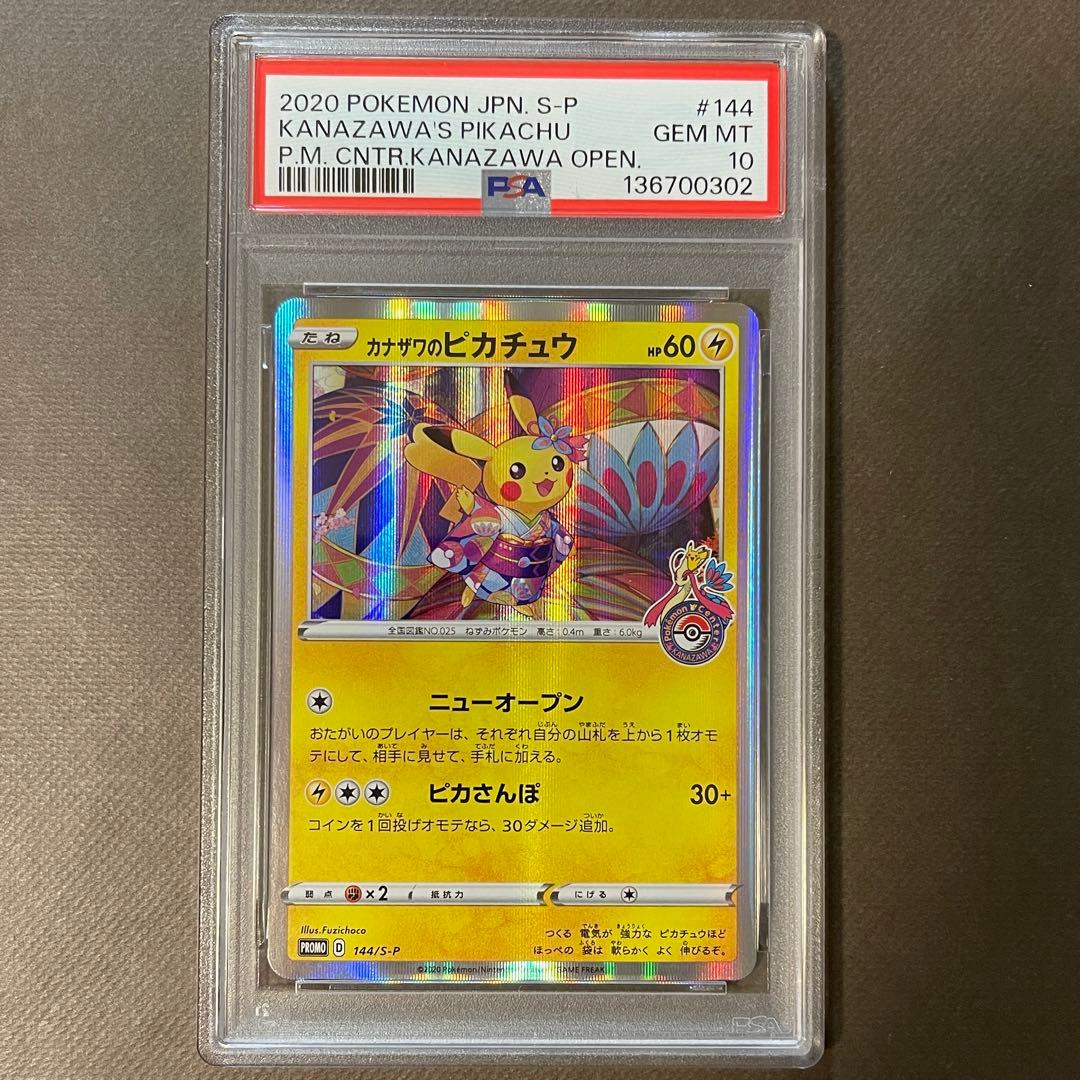 2020 POKEMON JPN. S-P #144
KANAZAWA'S PIKACHU GEM MT
P.M. CNTR.KANAZAWA OPEN. 10
PSA 136700302
たね カナザワのピカチュウ HP60
Pokémon Center
KANAZAWA
全国図鑑NO.025 ねずみポケモン 高さ:0.4m 重さ:6.0kg
ニューオープン
おたがいのプレイヤーは、それぞれ自分の山札を上から1枚オモ
テにして、相手に見せて、手札に加える。
ピカさんぽ 30+
コインを1回投げオモテなら、30ダメージ追加。
弱点 ×2 抵抗力 にげる
Illus.Fuzichoco
つくる 電気が 強力な ピカチュウほど
ほっぺの 袋は 軟らかく よく 伸びるぞ。
PROMO D 144/S-P
©2020 Pokémon/Ninten GAME FREAK
PSA